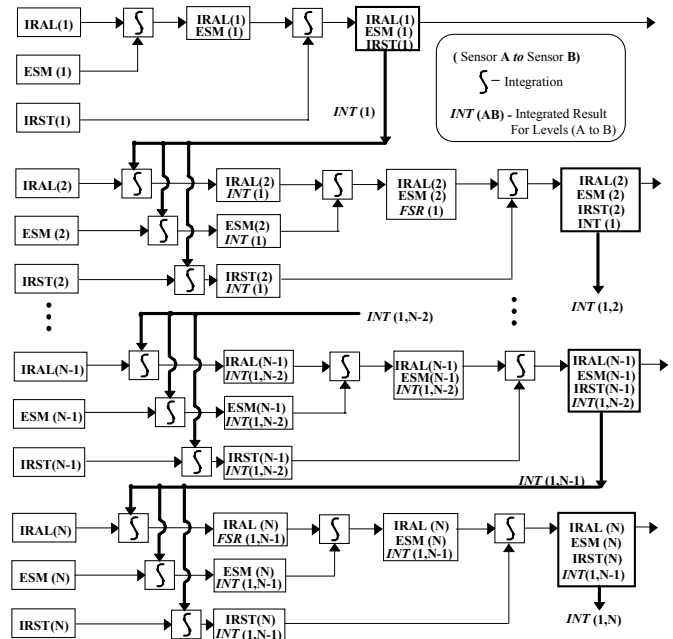 IRAL(1)
IRAL(1)
ESM (1)
IRAL(1)
ESM (1)
IRST(1)
ESM (1)
IRST(1)
( Sensor A to Sensor B)
∫ – Integration
INT (AB) - Integrated Result
For Levels (A to B)
INT (1)
IRAL(2)
IRAL(2)
INT (1)
IRAL(2)
ESM (2)
FSR (1)
IRAL(2)
ESM (2)
IRST(2)
INT (1)
ESM (2)
ESM(2)
INT (1)
IRST(2)
IRST(2)
INT (1)
INT (1,2)
INT (1,N-2)
IRAL(N-1)
IRAL(N-1)
INT(1,N-2)
IRAL(N-1)
ESM(N-1)
INT(1,N-2)
IRAL(N-1)
ESM(N-1)
IRST(N-1)
INT(1,N-2)
ESM (N-1)
ESM(N-1)
INT(1,N-2)
IRST(N-1)
IRST(N-1)
INT(1,N-2)
INT (1,N-1)
IRAL(N)
IRAL (N)
FSR (1,N-1)
IRAL (N)
ESM (N)
INT (1,N-1)
IRAL (N)
ESM (N)
IRST(N)
INT(1,N-1)
ESM (N)
ESM (N)
INT (1,N-1)
IRST(N)
IRST(N)
INT (1,N-1)
INT (1,N)